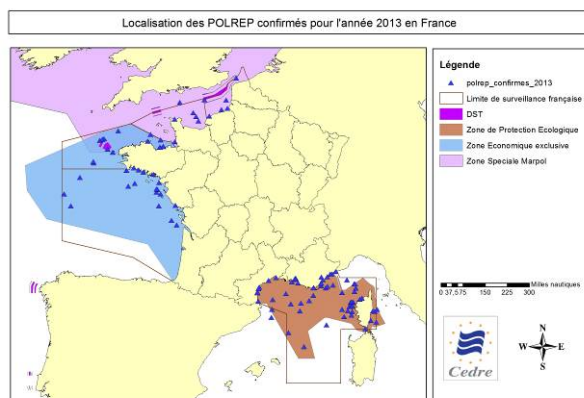 Localisation des POLREP confirmés pour l'année 2013 en France
Légende
polrep_confirmes_2013
Limite de surveillance française
DST
Zone de Protection Ecologique
Zone Economique exclusive
Zone Speciale Marpol
Milles nautiques
0 37,575 150 225 300
Cedre
N
W E
S